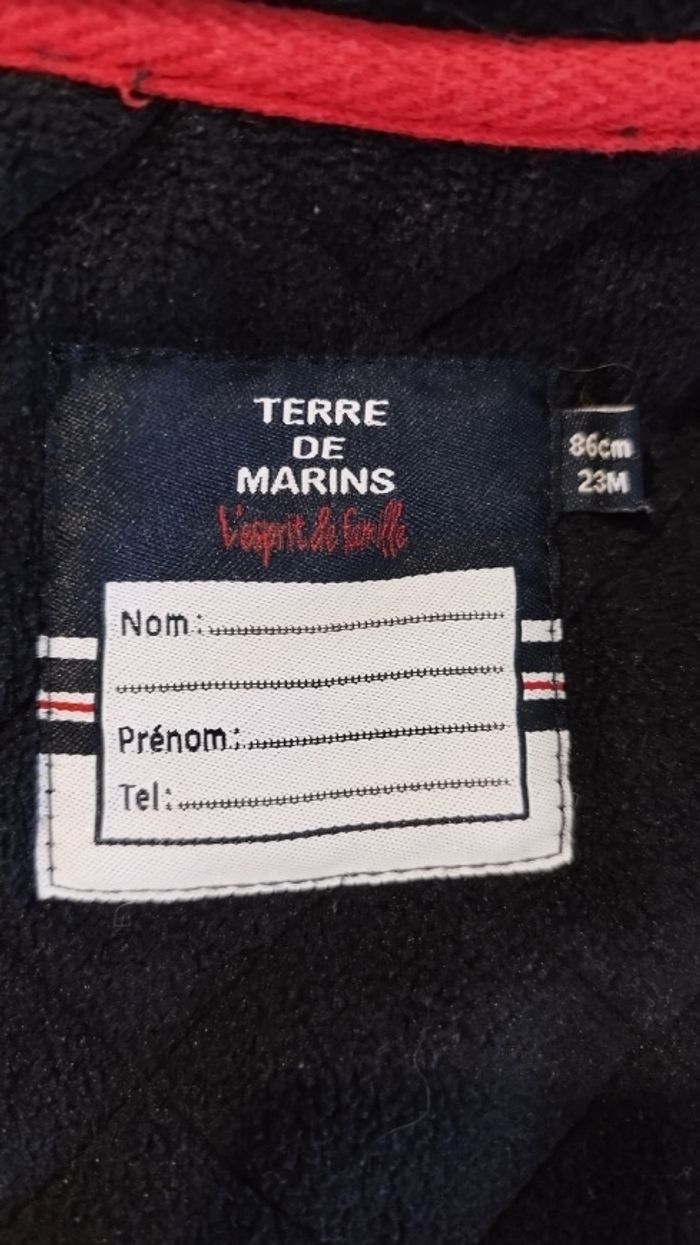 TERRE
DE
MARINS
L'esprit de famille
86cm
23M
Nom:
Prénom:
Tel: